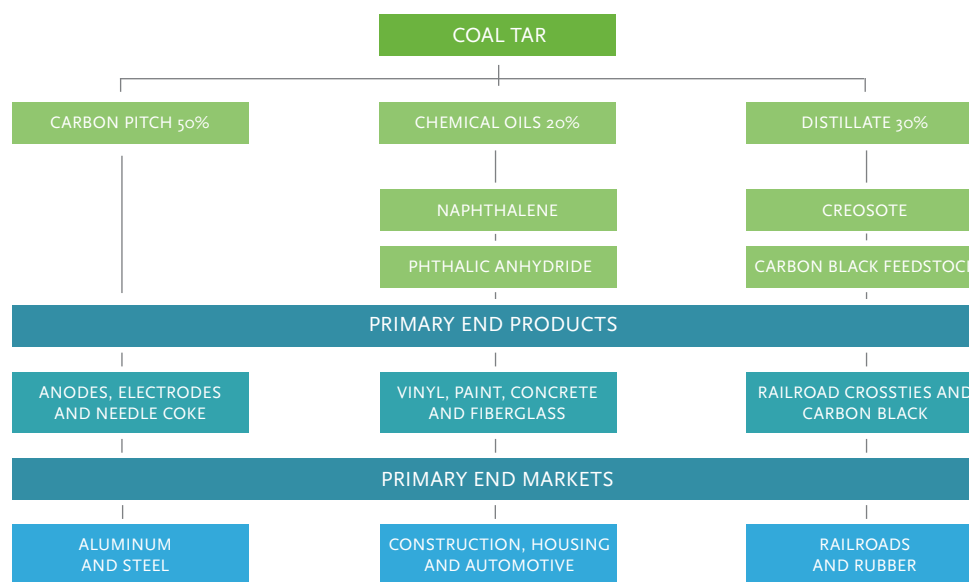 COAL TAR
CARBON PITCH 50%
CHEMICAL OILS 20%
DISTILLATE 30%
NAPHTHALENE
CREOSOTE
PHTHALIC ANHYDRIDE
CARBON BLACK FEEDSTOCK
PRIMARY END PRODUCTS
ANODES, ELECTRODES
AND NEEDLE COKE
VINYL, PAINT, CONCRETE
AND FIBERGLASS
RAILROAD CROSSTIES AND
CARBON BLACK
PRIMARY END MARKETS
ALUMINUM
AND STEEL
CONSTRUCTION, HOUSING
AND AUTOMOTIVE
RAILROADS
AND RUBBER